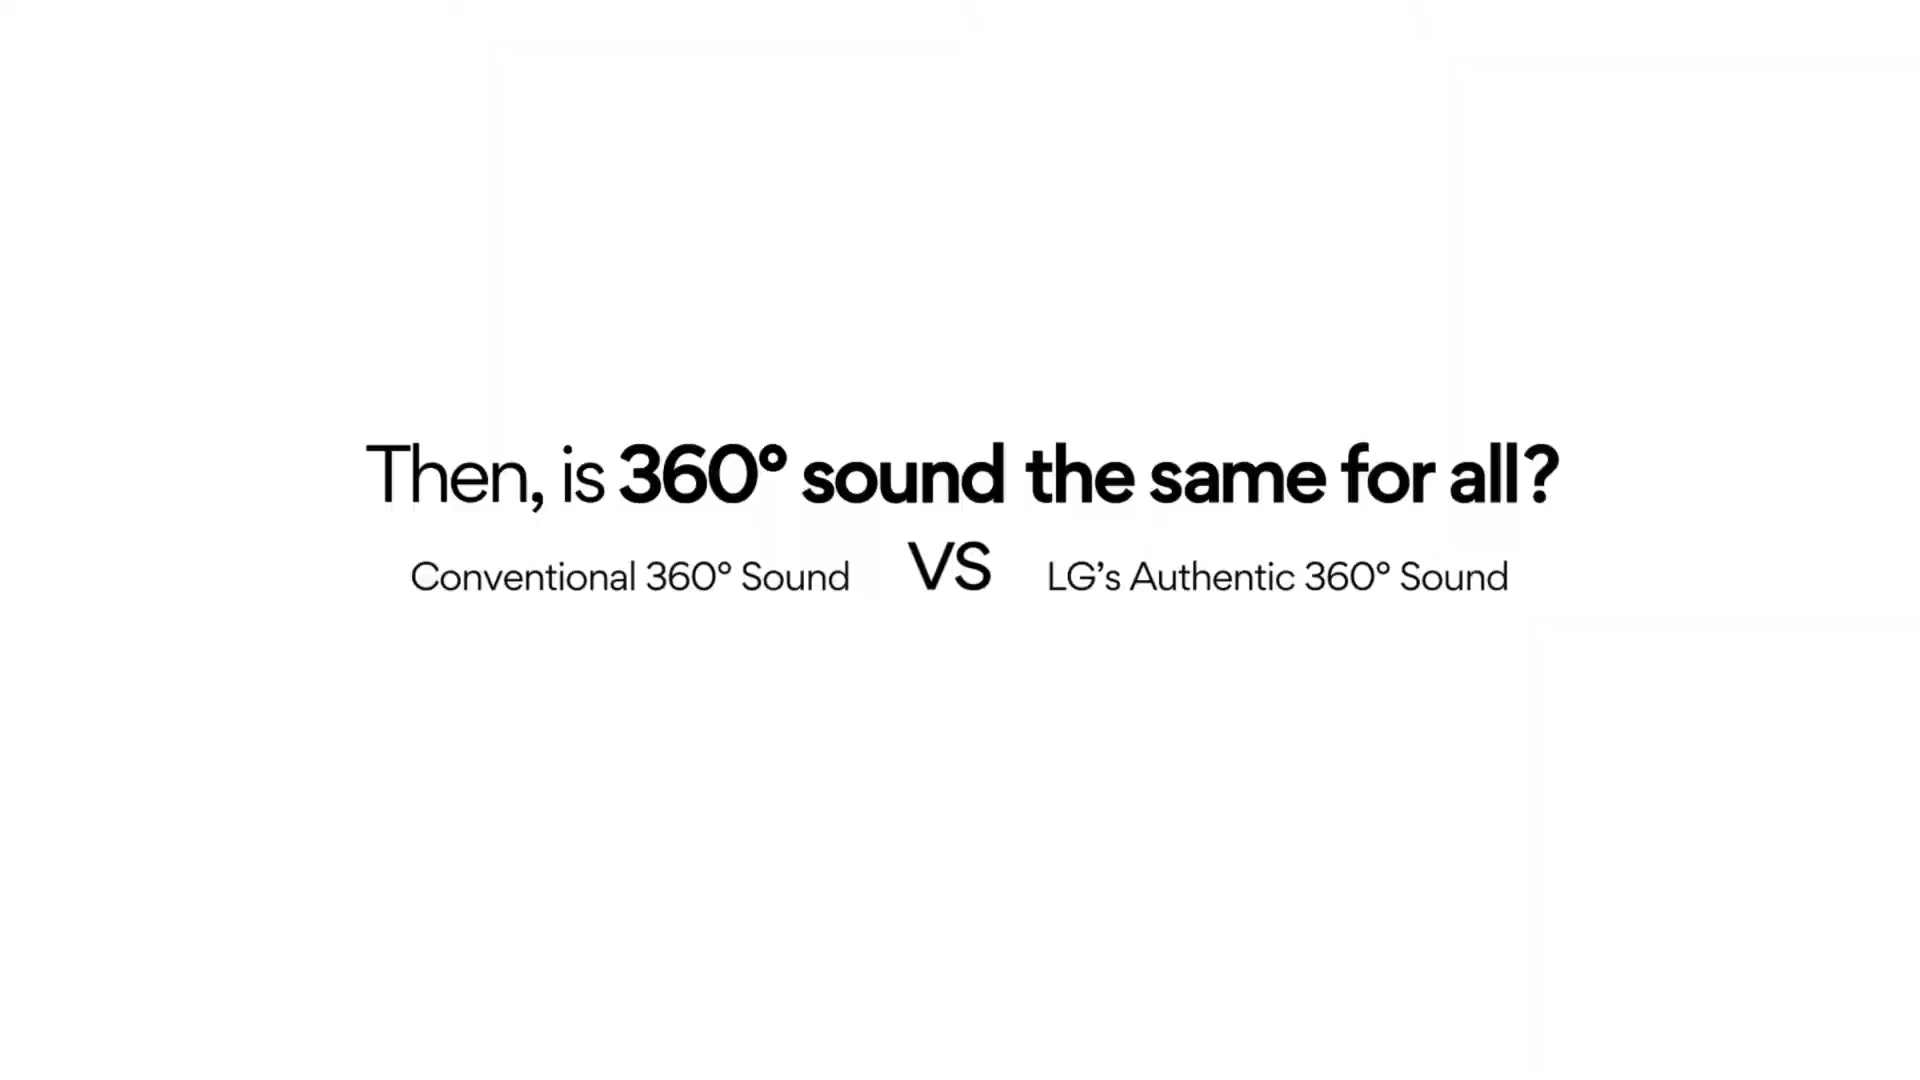 Then, is 360° sound the same for all?
Conventional 360° Sound VS LG’s Authentic 360° Sound